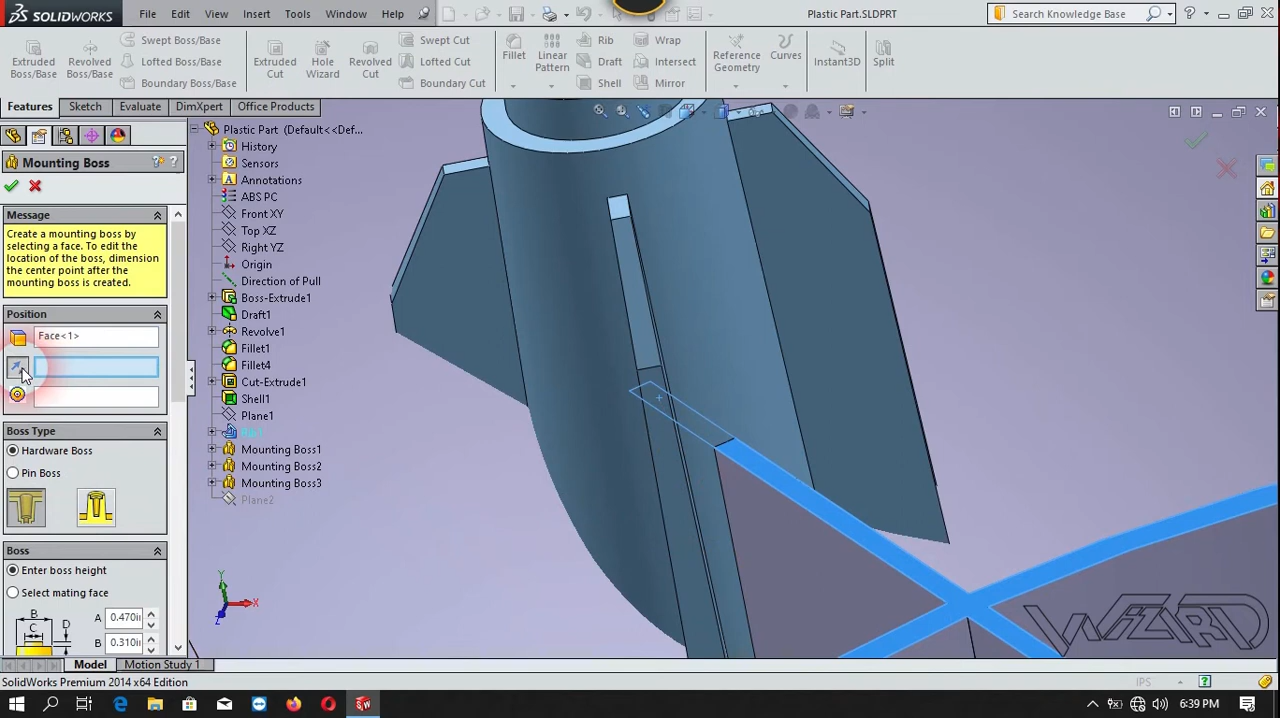 SOLIDWORKS File Edit View Insert Tools Window Help Plastic Part.SLDPRT Search Knowledge Base
Extruded Boss/Base
Revolved Boss/Base
Swept Boss/Base
Lofted Boss/Base
Boundary Boss/Base
Extruded Cut
Hole Wizard
Revolved Cut
Swept Cut
Lofted Cut
Boundary Cut
Fillet
Linear Pattern
Rib
Draft
Shell
Wrap
Intersect
Mirror
Reference Geometry
Curves
Instant3D
Split
Features Sketch Evaluate DimXpert Office Products
Mounting Boss
Message
Create a mounting boss by
selecting a face. To edit the
location of the boss, dimension
the center point after the
mounting boss is created.
Position
Face<1>
Boss Type
Hardware Boss
Pin Boss
Boss
Enter boss height
Select mating face
B
C
D
A 0.470in
B 0.310in
Plastic Part (Default<<Def...
History
Sensors
Annotations
ABS PC
Front XY
Top XZ
Right YZ
Origin
Direction of Pull
Boss-Extrude1
Draft1
Revolve1
Fillet1
Fillet4
Cut-Extrude1
Shell1
Plane1
Rib1
Mounting Boss1
Mounting Boss2
Mounting Boss3
Plane2
Y
X
Z
WIZARD
Model Motion Study 1
SolidWorks Premium 2014 x64 Edition
IPS
6:39 PM